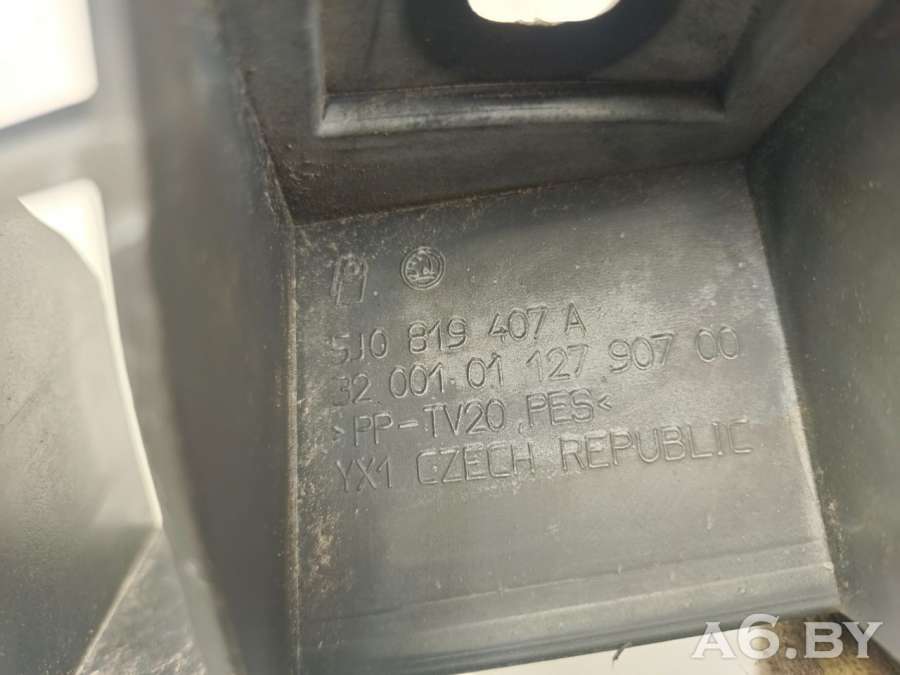 5J0 819 407 A
32 001 01 127 907 00
>PP-TV20,PES<
YX1 CZECH REPUBLIC
A6.BY